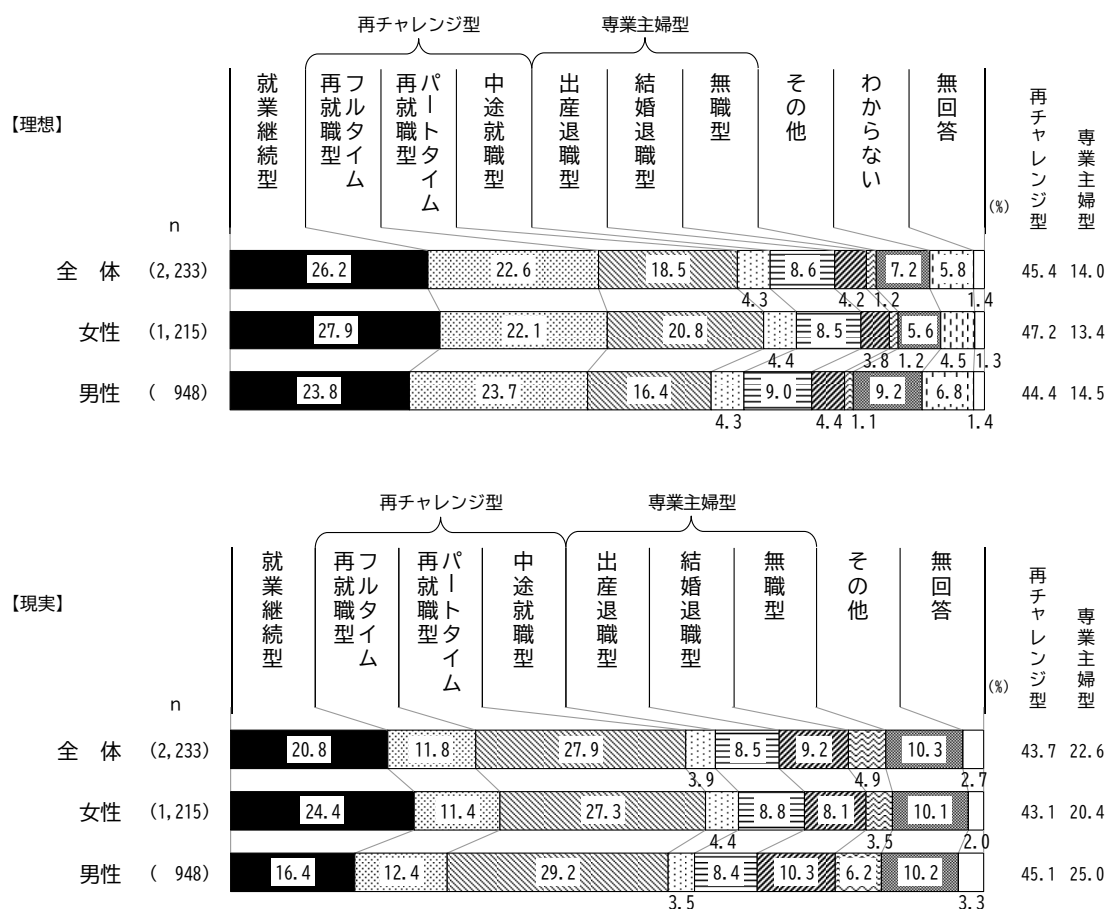 再チャレンジ型 専業主婦型
【理想】
就業継続型
フルタイム
再就職型
パートタイム
再就職型
中途就職型
出産退職型
結婚退職型
無職型
その他
わからない
無回答
(%)
再チャレンジ型
専業主婦型
n
全 体 (2,233) 26.2 22.6 18.5 8.6 7.2 5.8 45.4 14.0
4.3 4.2 1.2 1.4
女性 (1,215) 27.9 22.1 20.8 8.5 5.6 47.2 13.4
4.4 3.8 1.2 4.5 1.3
男性 ( 948) 23.8 23.7 16.4 9.0 9.2 6.8 44.4 14.5
4.3 4.4 1.1 1.4
再チャレンジ型 専業主婦型
【現実】
就業継続型
フルタイム
再就職型
パートタイム
再就職型
中途就職型
出産退職型
結婚退職型
無職型
その他
無回答
(%)
再チャレンジ型
専業主婦型
n
全 体 (2,233) 20.8 11.8 27.9 8.5 9.2 10.3 43.7 22.6
3.9 4.9 2.7
女性 (1,215) 24.4 11.4 27.3 8.8 8.1 10.1 43.1 20.4
4.4 3.5 2.0
男性 ( 948) 16.4 12.4 29.2 8.4 10.3 6.2 10.2 45.1 25.0
3.5 3.3